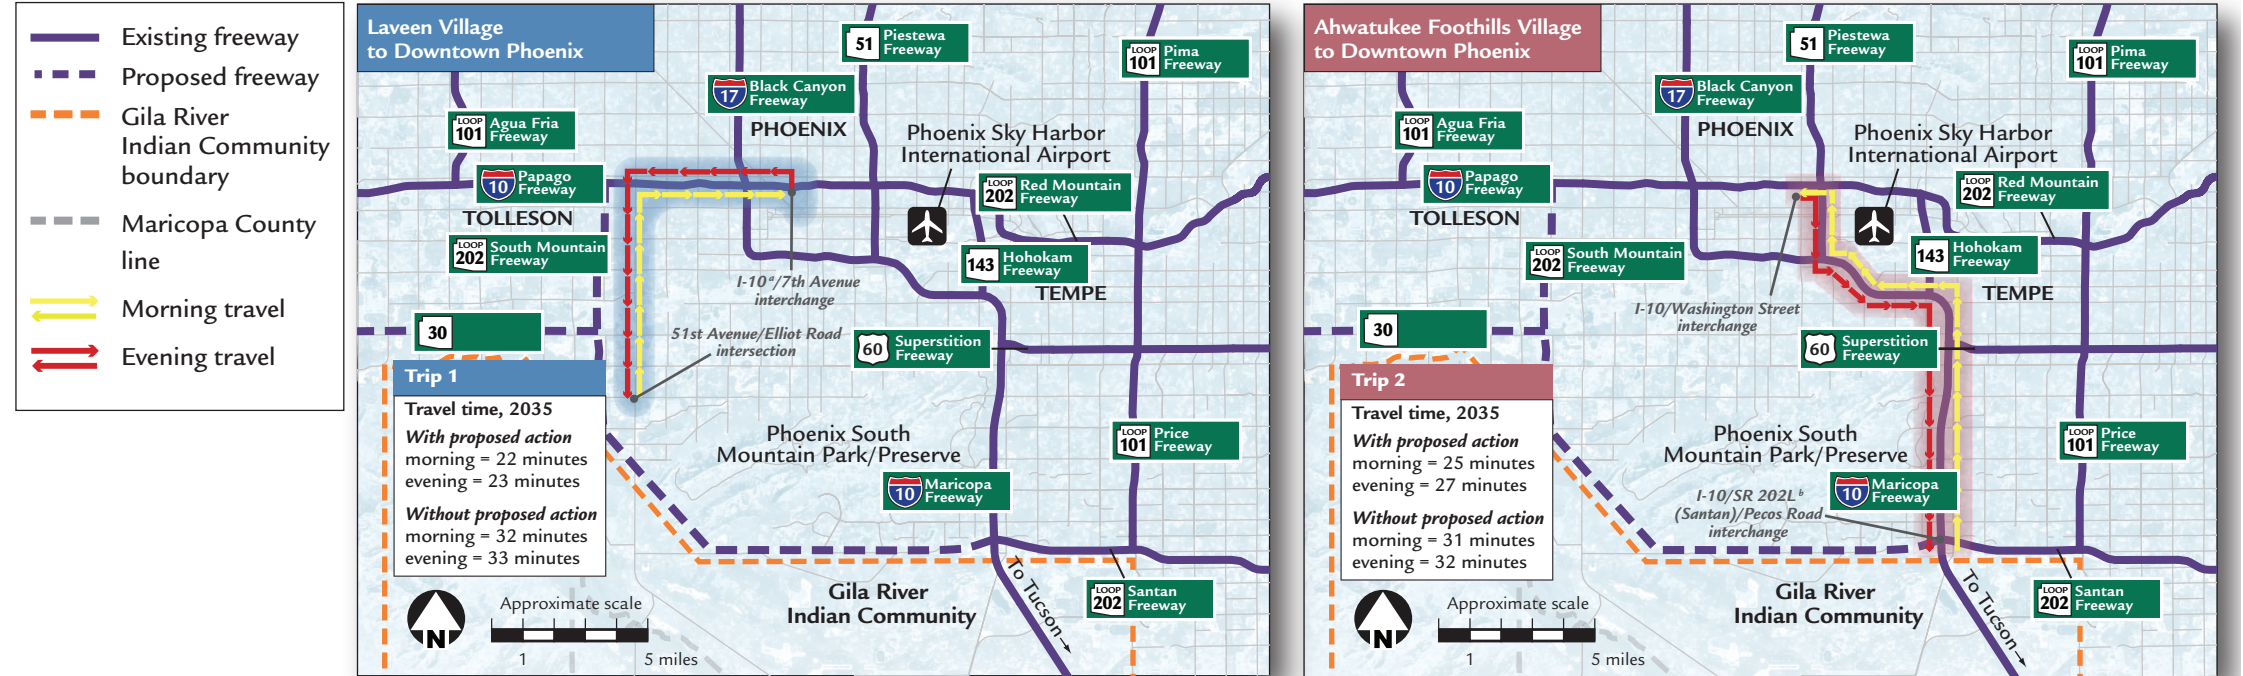 Existing freeway
Proposed freeway
Gila River
Indian Community
boundary
Maricopa County
line
Morning travel
Evening travel
Laveen Village
to Downtown Phoenix
51 Piestewa
Freeway
LOOP
101 Pima
Freeway
17 Black Canyon
Freeway
PHOENIX
LOOP
101 Agua Fria
Freeway
Phoenix Sky Harbor
International Airport
10 Papago
Freeway
LOOP
202 Red Mountain
Freeway
TOLLESON
LOOP
202 South Mountain
Freeway
143 Hohokam
Freeway
TEMPE
I-10ᵃ/7th Avenue
interchange
30
51st Avenue/Elliot Road
intersection
60 Superstition
Freeway
Trip 1
Travel time, 2035
With proposed action
morning = 22 minutes
evening = 23 minutes
Without proposed action
morning = 32 minutes
evening = 33 minutes
Phoenix South
Mountain Park/Preserve
LOOP
101 Price
Freeway
10 Maricopa
Freeway
To Tucson
Gila River
Indian Community
LOOP
202 Santan
Freeway
N
Approximate scale
1 5 miles
Ahwatukee Foothills Village
to Downtown Phoenix
51 Piestewa
Freeway
LOOP
101 Pima
Freeway
17 Black Canyon
Freeway
PHOENIX
LOOP
101 Agua Fria
Freeway
Phoenix Sky Harbor
International Airport
10 Papago
Freeway
LOOP
202 Red Mountain
Freeway
TOLLESON
LOOP
202 South Mountain
Freeway
143 Hohokam
Freeway
TEMPE
I-10/Washington Street
interchange
30
60 Superstition
Freeway
Trip 2
Travel time, 2035
With proposed action
morning = 25 minutes
evening = 27 minutes
Without proposed action
morning = 31 minutes
evening = 32 minutes
Phoenix South
Mountain Park/Preserve
LOOP
101 Price
Freeway
10 Maricopa
Freeway
I-10/SR 202Lᵇ
(Santan)/Pecos Road
interchange
To Tucson
Gila River
Indian Community
LOOP
202 Santan
Freeway
N
Approximate scale
1 5 miles